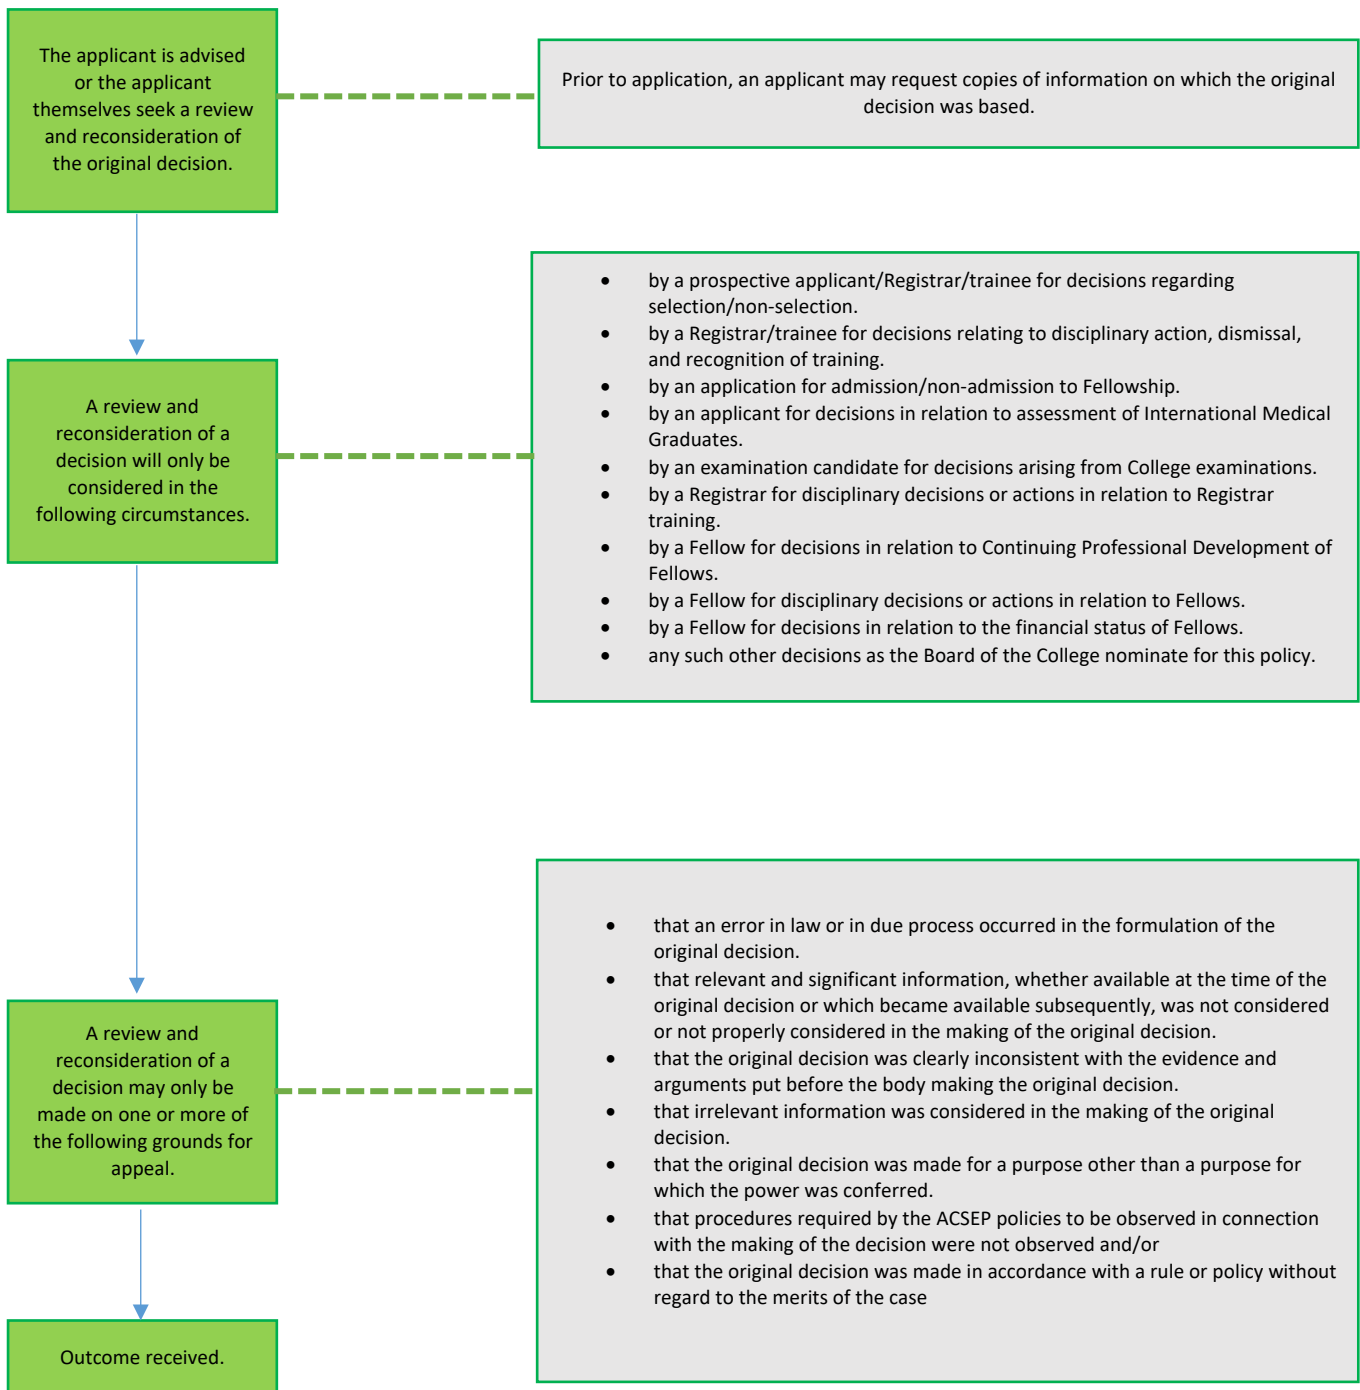 The applicant is advised
or the applicant
themselves seek a review
and reconsideration of
the original decision.
Prior to application, an applicant may request copies of information on which the original
decision was based.
A review and
reconsideration of a
decision will only be
considered in the
following circumstances.
• by a prospective applicant/Registrar/trainee for decisions regarding
selection/non-selection.
• by a Registrar/trainee for decisions relating to disciplinary action, dismissal,
and recognition of training.
• by an application for admission/non-admission to Fellowship.
• by an applicant for decisions in relation to assessment of International Medical
Graduates.
• by an examination candidate for decisions arising from College examinations.
• by a Registrar for disciplinary decisions or actions in relation to Registrar
training.
• by a Fellow for decisions in relation to Continuing Professional Development of
Fellows.
• by a Fellow for disciplinary decisions or actions in relation to Fellows.
• by a Fellow for decisions in relation to the financial status of Fellows.
• any such other decisions as the Board of the College nominate for this policy.
A review and
reconsideration of a
decision may only be
made on one or more of
the following grounds for
appeal.
• that an error in law or in due process occurred in the formulation of the
original decision.
• that relevant and significant information, whether available at the time of the
original decision or which became available subsequently, was not considered
or not properly considered in the making of the original decision.
• that the original decision was clearly inconsistent with the evidence and
arguments put before the body making the original decision.
• that irrelevant information was considered in the making of the original
decision.
• that the original decision was made for a purpose other than a purpose for
which the power was conferred.
• that procedures required by the ACSEP policies to be observed in connection
with the making of the decision were not observed and/or
• that the original decision was made in accordance with a rule or policy without
regard to the merits of the case
Outcome received.